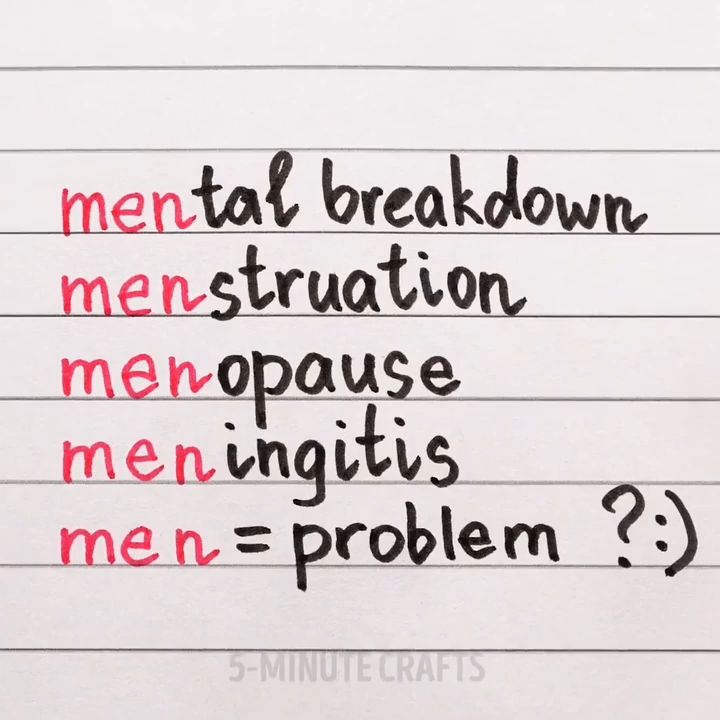 mental breakdown
menstruation
menopause
meningitis
men = problem ?:)
5-MINUTE CRAFTS